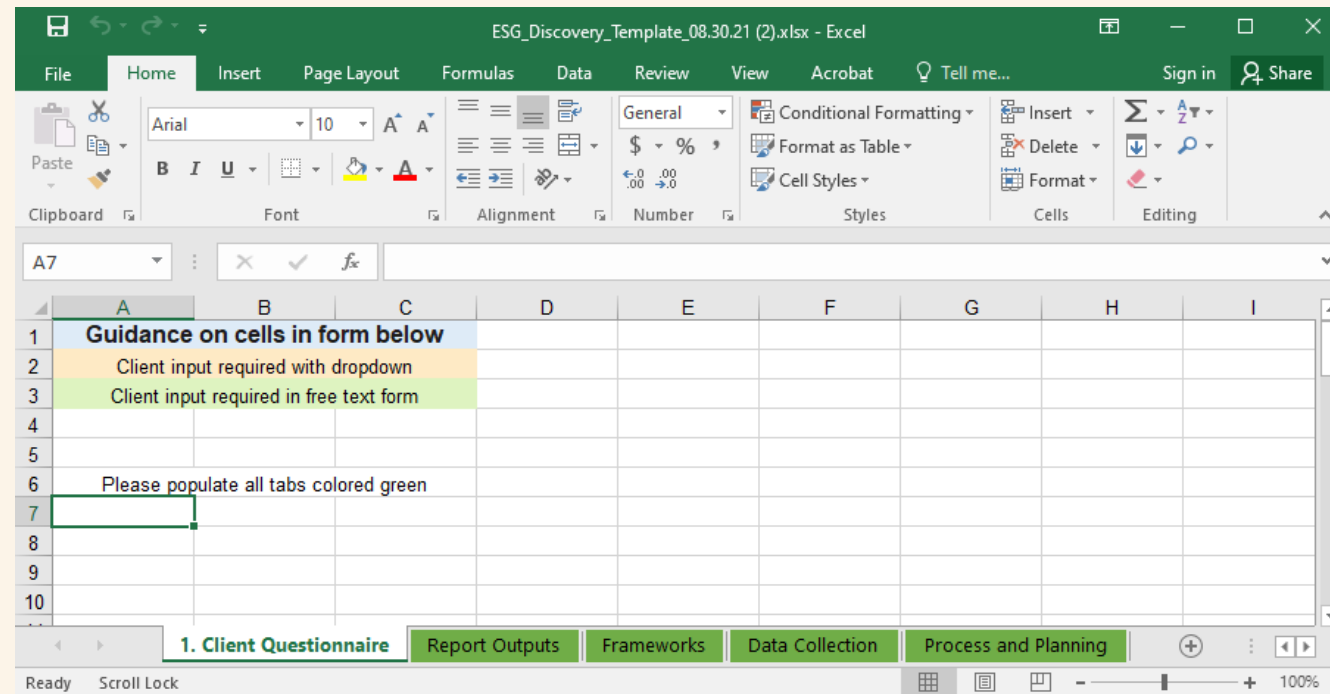 ESG_Discovery_Template_08.30.21 (2).xlsx - Excel
File Home Insert Page Layout Formulas Data Review View Acrobat Tell me... Sign in Share
Paste
Arial 10 A A
B I U A
General
$ % ,
.0 .00 .00 .0
Conditional Formatting
Format as Table
Cell Styles
Insert
Delete
Format
Σ A Z
Clipboard Font Alignment Number Styles Cells Editing
A7 fx
A B C D E F G H I
1 Guidance on cells in form below
2 Client input required with dropdown
3 Client input required in free text form
4
5
6 Please populate all tabs colored green
7
8
9
10
1. Client Questionnaire Report Outputs Frameworks Data Collection Process and Planning
Ready Scroll Lock 100%